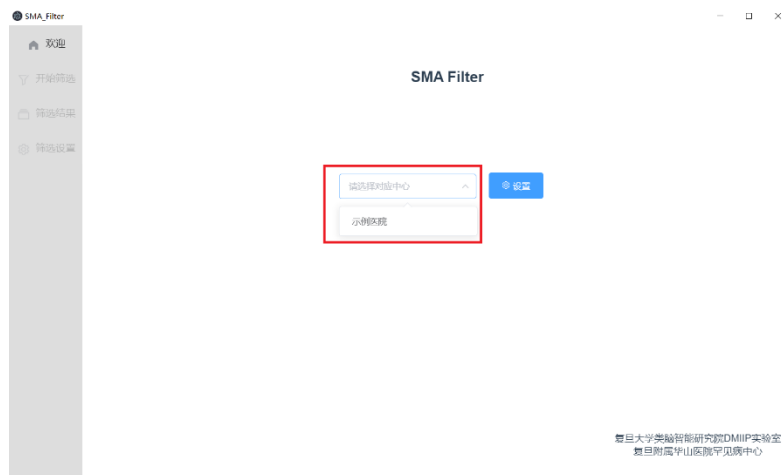 SMA_Filter
欢迎
开始筛选
筛选结果
筛选设置
SMA Filter
请选择对应中心
设置
示例医院
复旦大学类脑智能研究院DMIIP实验室
复旦附属华山医院罕见病中心